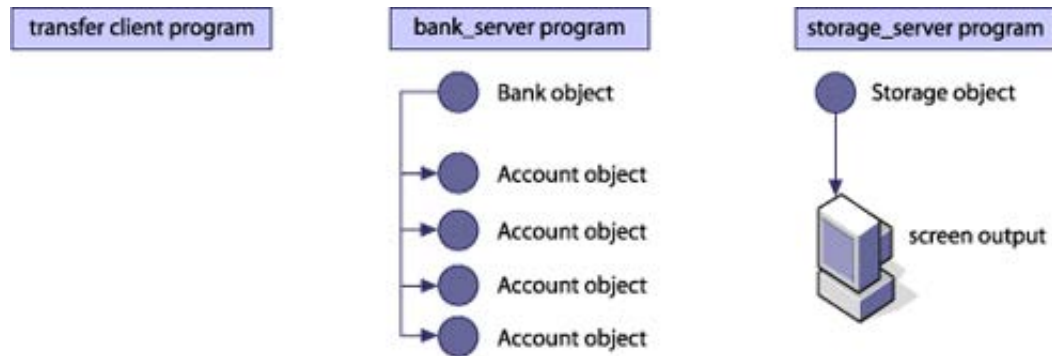 transfer client program
bank_server program
storage_server program
Bank object
Storage object
Account object
Account object
screen output
Account object
Account object